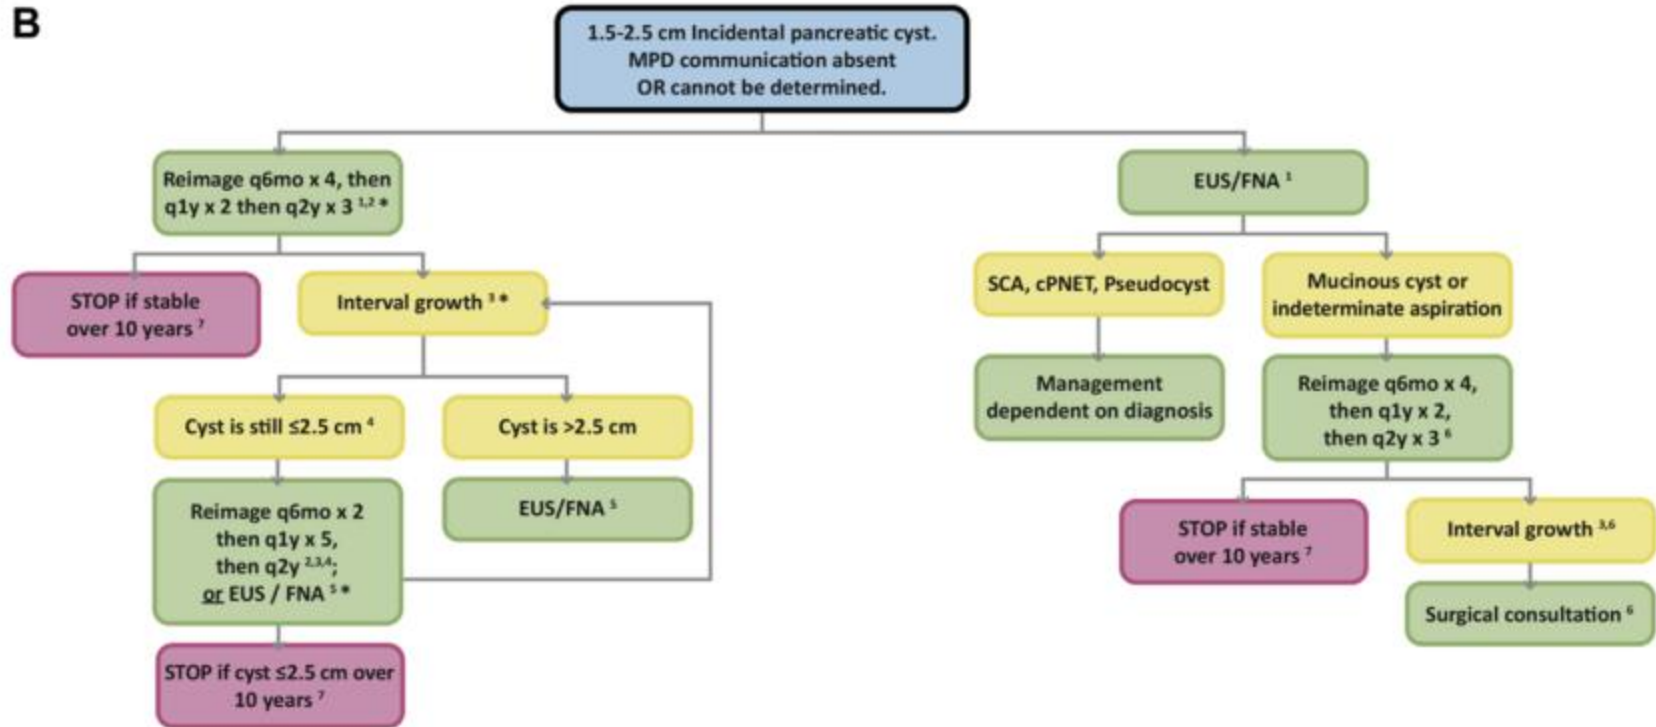 B
1.5-2.5 cm Incidental pancreatic cyst.
MPD communication absent
OR cannot be determined.
Reimage q6mo x 4, then
q1y x 2 then q2y x 3 1,2 *
EUS/FNA 1
STOP if stable
over 10 years 7
Interval growth 3 *
SCA, cPNET, Pseudocyst
Mucinous cyst or
indeterminate aspiration
Cyst is still ≤2.5 cm 4
Cyst is >2.5 cm
Management
dependent on diagnosis
Reimage q6mo x 4,
then q1y x 2,
then q2y x 3 6
Reimage q6mo x 2
then q1y x 5,
then q2y 2,3,4;
or EUS / FNA 5 *
EUS/FNA 5
STOP if stable
over 10 years 7
Interval growth 3,6
Surgical consultation 6
STOP if cyst ≤2.5 cm over
10 years 7